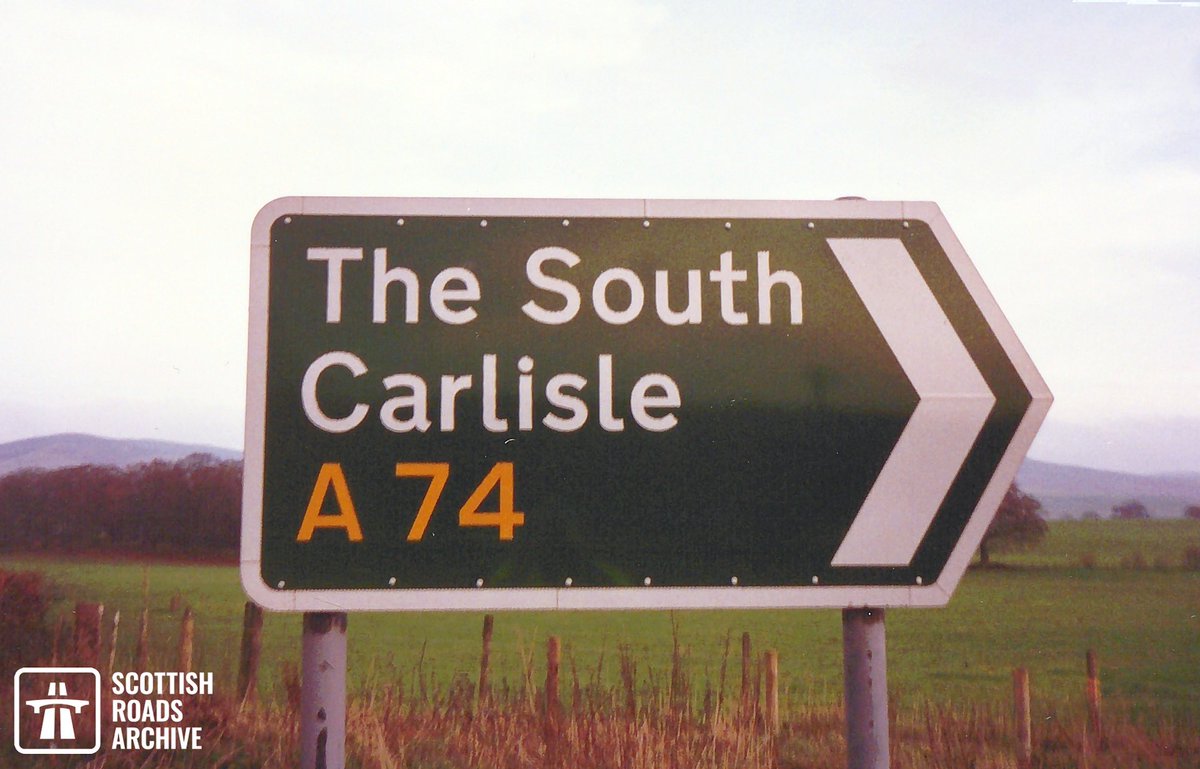 The South
Carlisle
A 74
SCOTTISH
ROADS
ARCHIVE